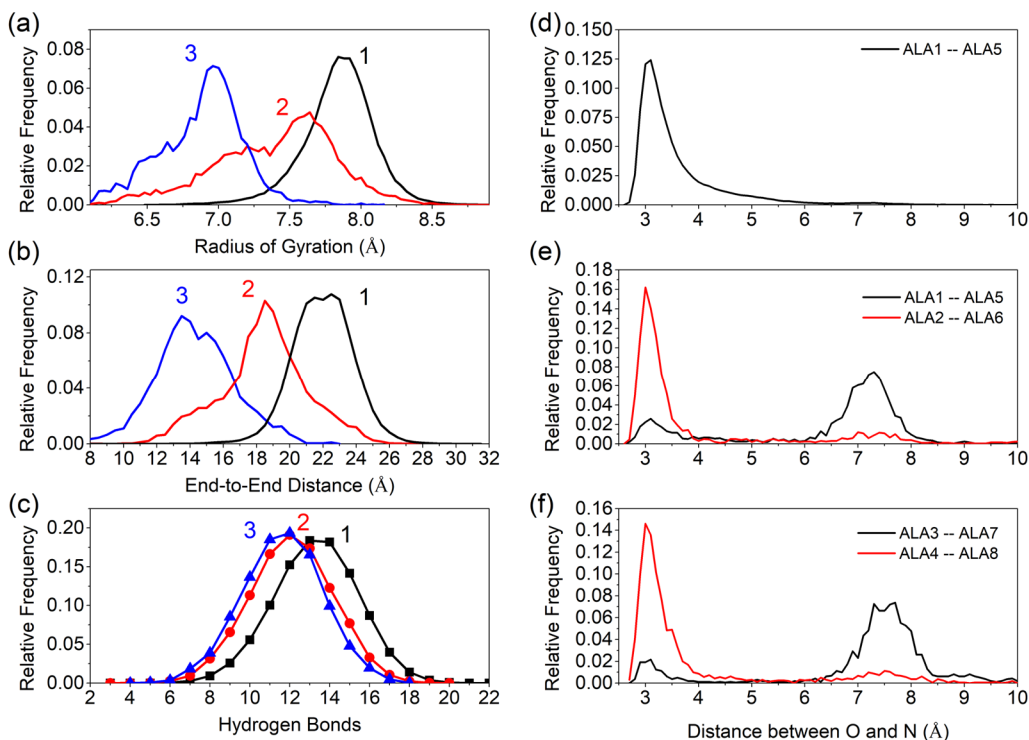 (a)
Relative Frequency
0.08
0.06
0.04
0.02
0.00
3
2
1
6.5 7.0 7.5 8.0 8.5
Radius of Gyration (Å)
(b)
Relative Frequency
0.12
0.08
0.04
0.00
3
2
1
8 10 12 14 16 18 20 22 24 26 28 30 32
End-to-End Distance (Å)
(c)
Relative Frequency
0.20
0.15
0.10
0.05
0.00
3
2
1
2 4 6 8 10 12 14 16 18 20 22
Hydrogen Bonds
(d)
Relative Frequency
0.150
0.125
0.100
0.075
0.050
0.025
0.000
ALA1 -- ALA5
3 4 5 6 7 8 9 10
(e)
Relative Frequency
0.18
0.16
0.14
0.12
0.10
0.08
0.06
0.04
0.02
0.00
ALA1 -- ALA5
ALA2 -- ALA6
3 4 5 6 7 8 9 10
(f)
Relative Frequency
0.16
0.14
0.12
0.10
0.08
0.06
0.04
0.02
0.00
ALA3 -- ALA7
ALA4 -- ALA8
3 4 5 6 7 8 9 10
Distance between O and N (Å)